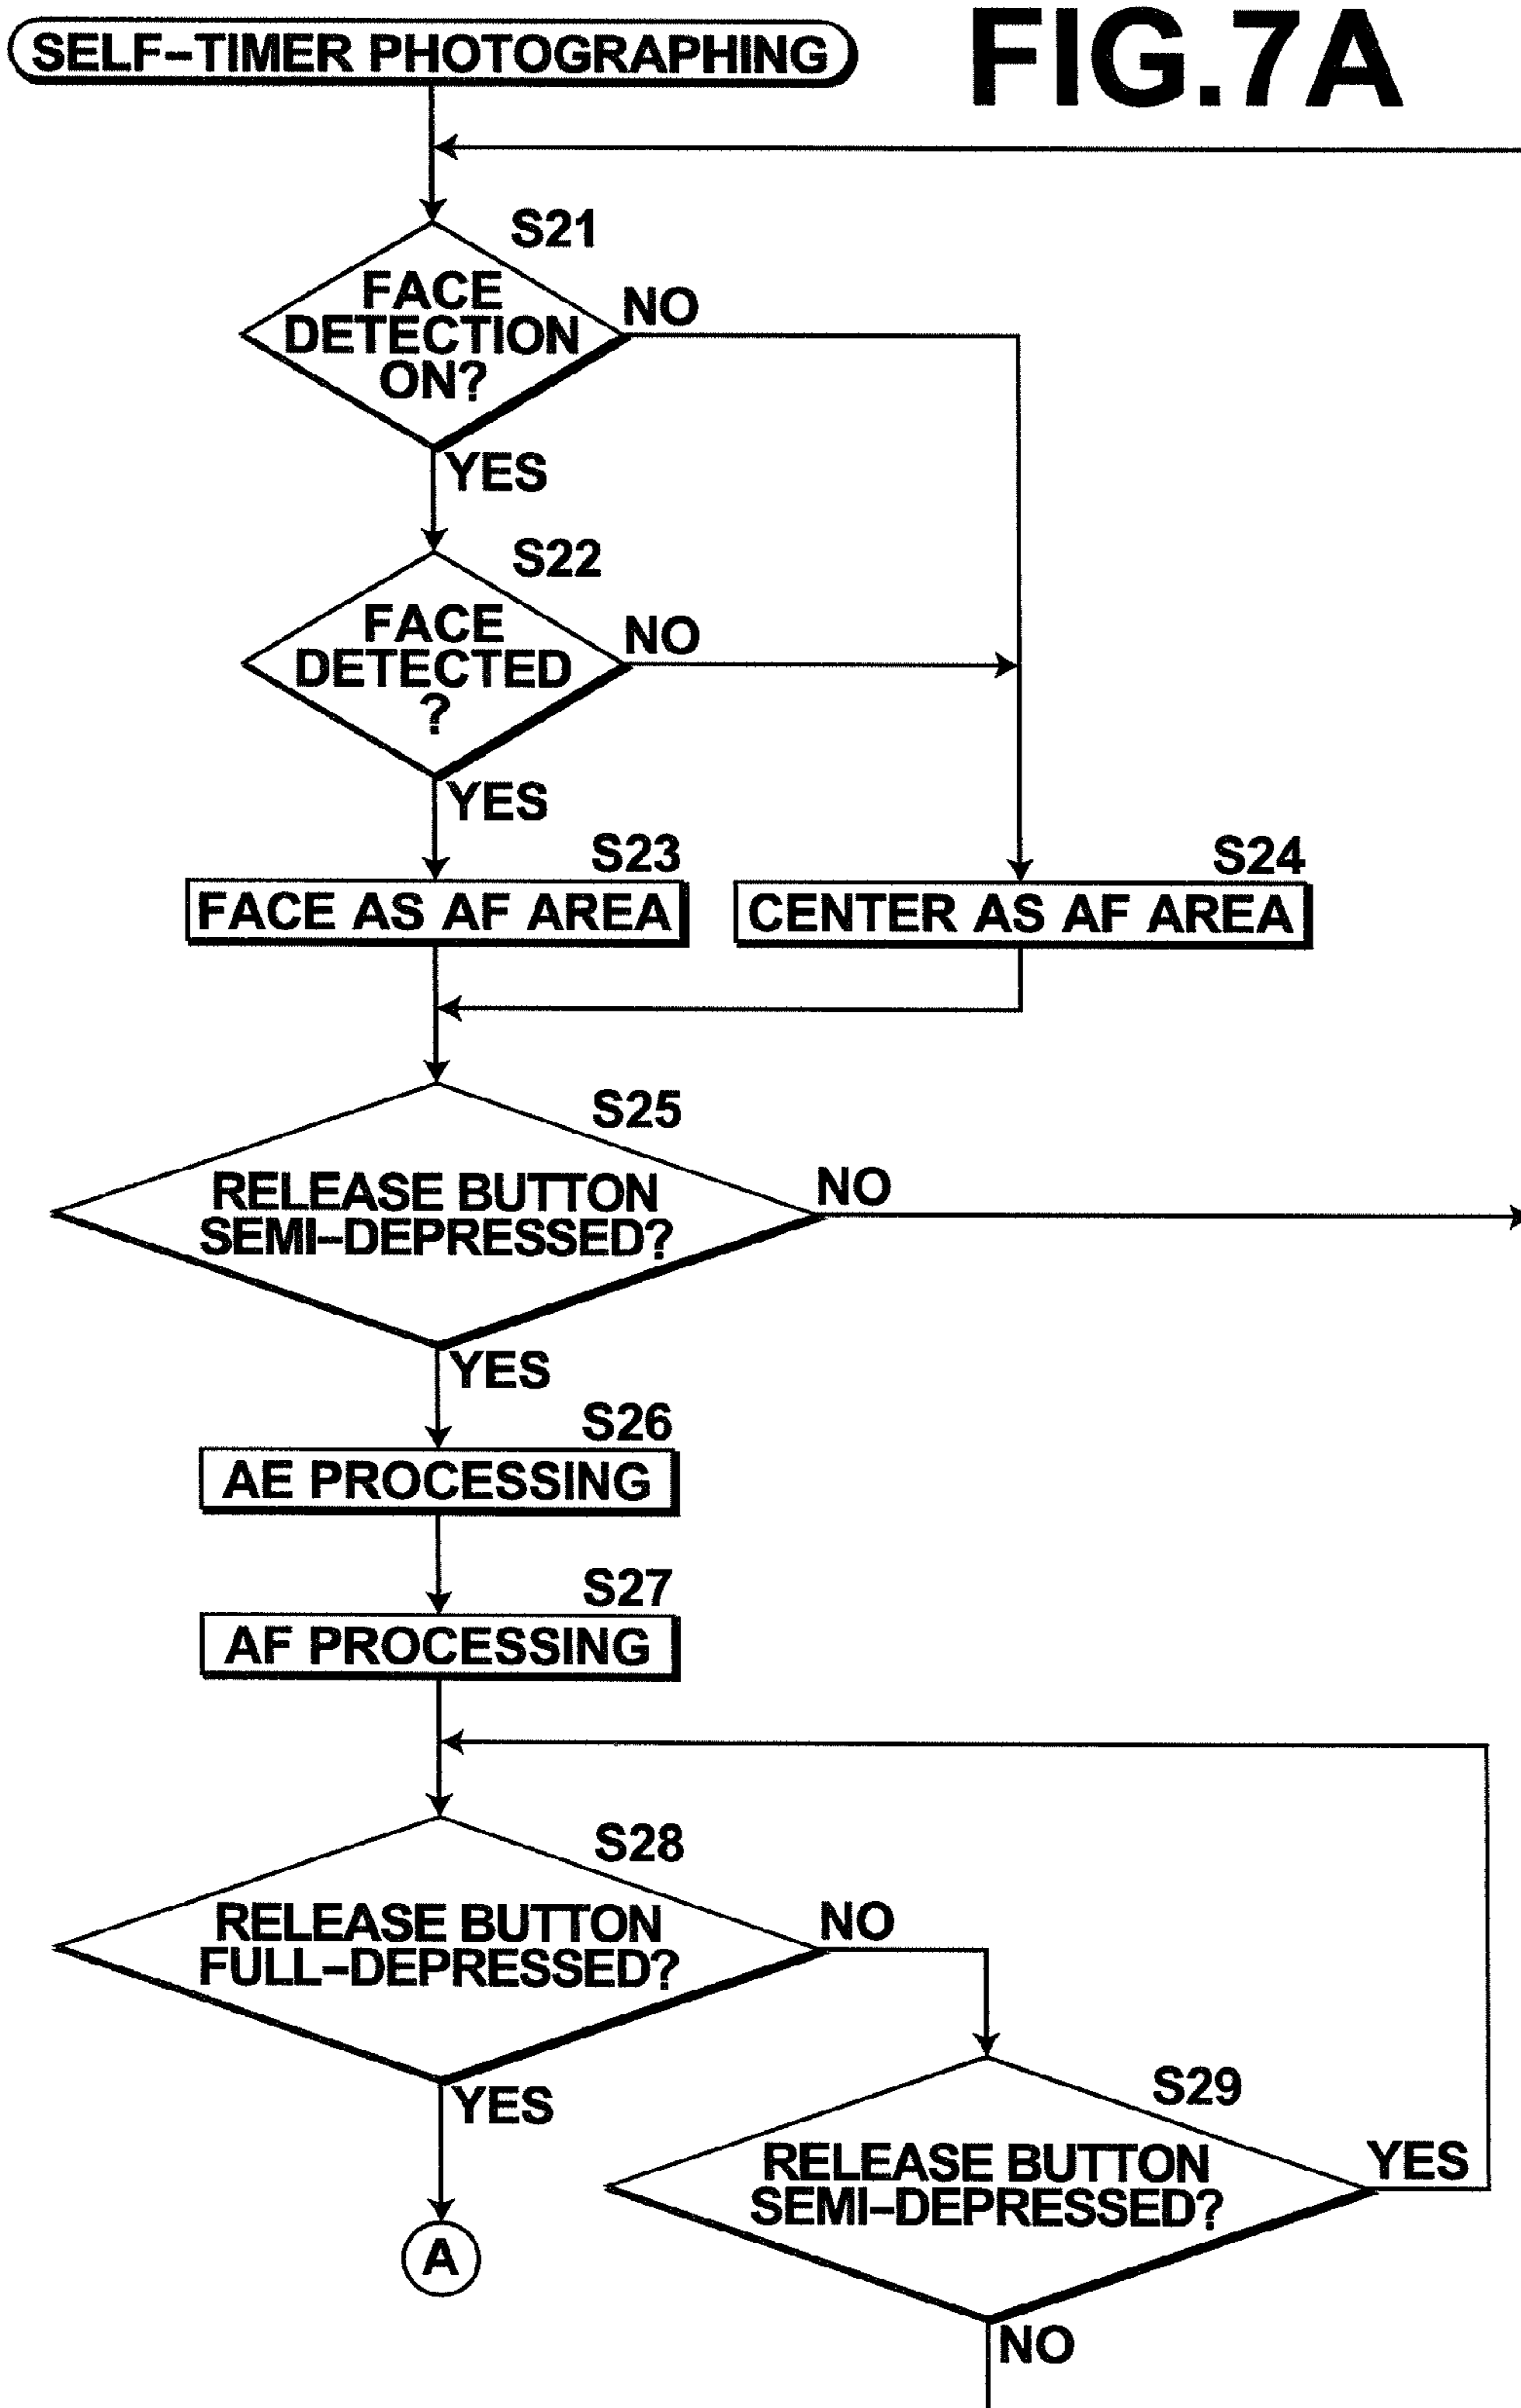 FIG.7A
SELF-TIMER PHOTOGRAPHING
S21
FACE
DETECTION
ON?
NO
YES
S22
FACE
DETECTED
?
NO
YES
S23
FACE AS AF AREA
S24
CENTER AS AF AREA
S25
RELEASE BUTTON
SEMI-DEPRESSED?
NO
YES
S26
AE PROCESSING
S27
AF PROCESSING
S28
RELEASE BUTTON
FULL-DEPRESSED?
NO
YES
S29
RELEASE BUTTON
SEMI-DEPRESSED?
YES
A
NO